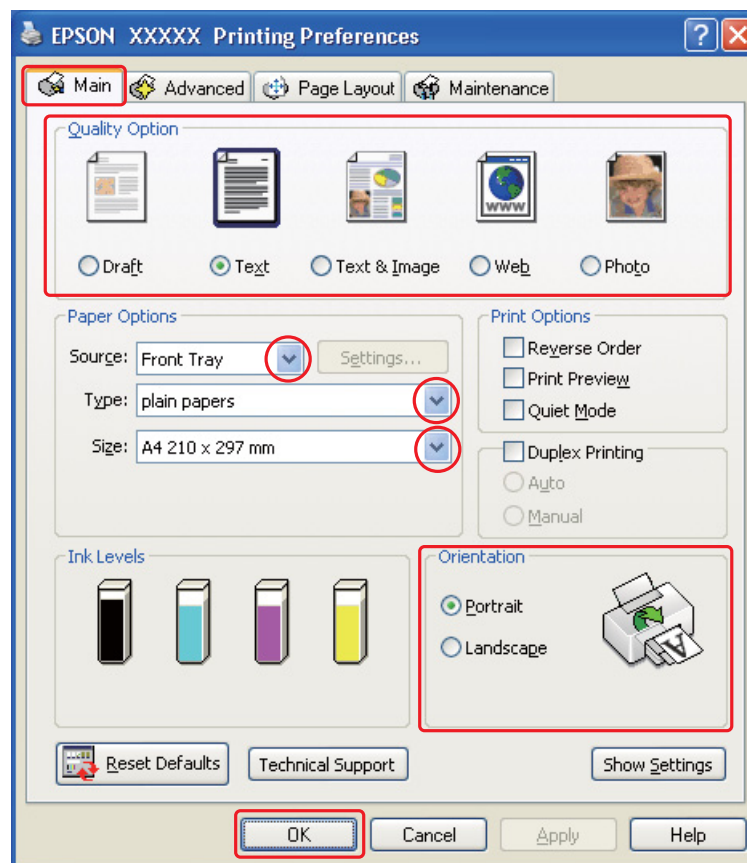 EPSON XXXXX Printing Preferences
Main Advanced Page Layout Maintenance
Quality Option
WWW
Draft Text Text & Image Web Photo
Paper Options
Source: Front Tray Settings...
Type: plain papers
Size: A4 210 x 297 mm
Print Options
Reverse Order
Print Preview
Quiet Mode
Duplex Printing
Auto
Manual
Ink Levels
Orientation
Portrait
Landscape
A
Reset Defaults Technical Support Show Settings
OK Cancel Apply Help